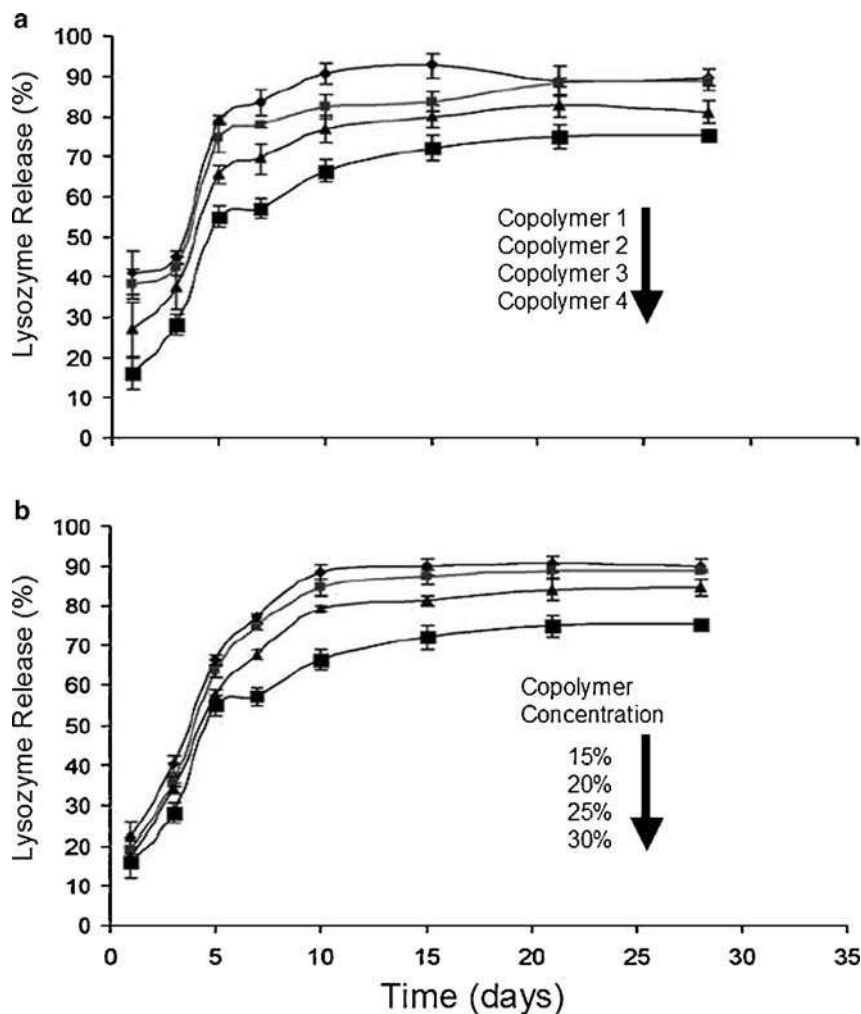 a
Lysozyme Release (%)
100
90
80
70
60
50
40
30
20
10
0
Copolymer 1
Copolymer 2
Copolymer 3
Copolymer 4
b
Lysozyme Release (%)
100
90
80
70
60
50
40
30
20
10
0
Copolymer
Concentration
15%
20%
25%
30%
0 5 10 15 20 25 30 35
Time (days)